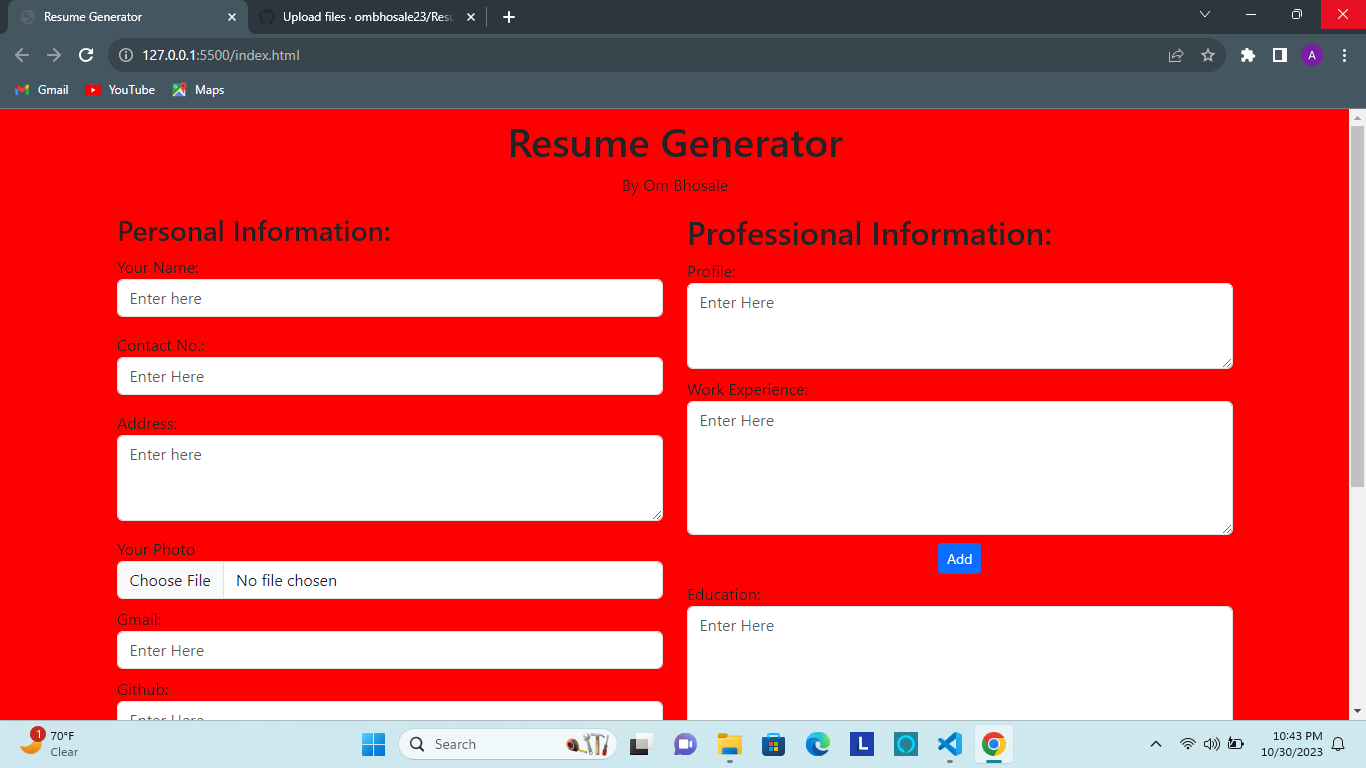 Resume Generator
Upload files · ombhosale23/Resu
127.0.0.1:5500/index.html
A
Gmail
YouTube
Maps
Resume Generator
By Om Bhosale
Personal Information:
Your Name:
Enter here
Contact No.:
Enter Here
Address:
Enter here
Your Photo
Choose File No file chosen
Gmail:
Enter Here
Github:
Enter Here
Professional Information:
Profile:
Enter Here
Work Experience:
Enter Here
Add
Education:
Enter Here
1
70°F
Clear
Search
L
10:43 PM
10/30/2023